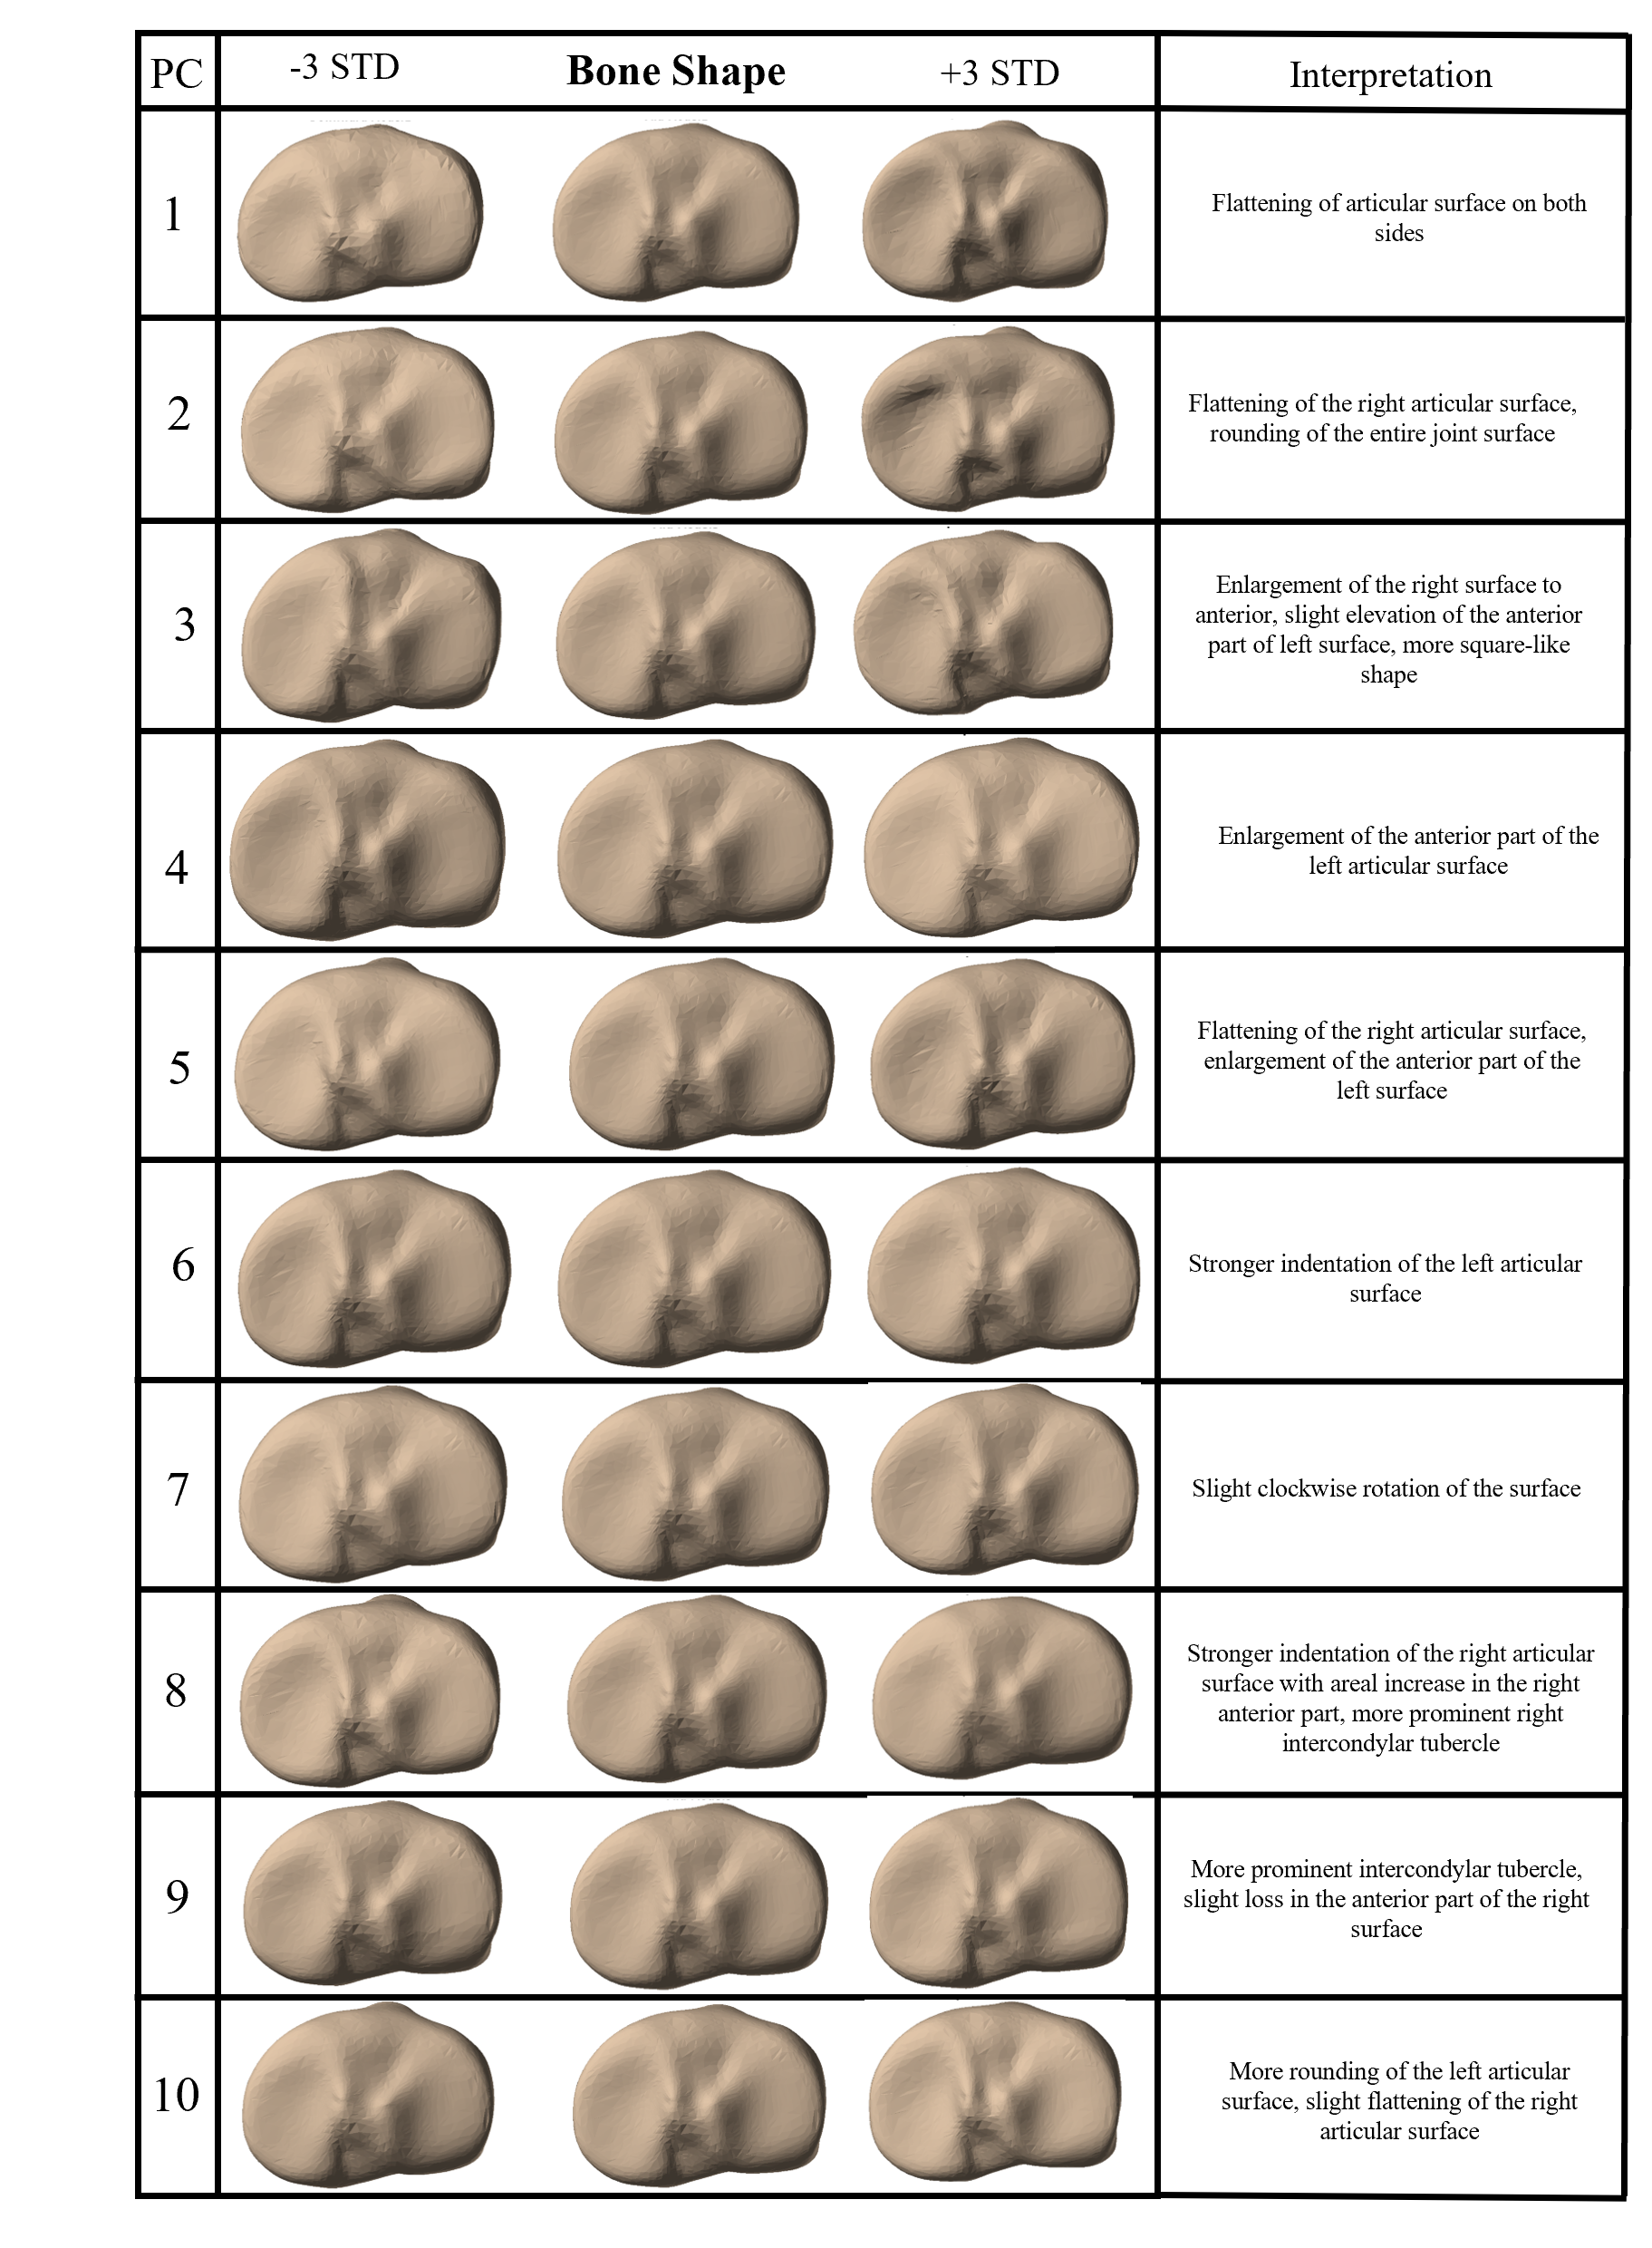 PC -3 STD Bone Shape +3 STD Interpretation
1
Flattening of articular surface on both
sides
2
Flattening of the right articular surface,
rounding of the entire joint surface
3
Enlargement of the right surface to
anterior, slight elevation of the anterior
part of left surface, more square-like
shape
4
Enlargement of the anterior part of the
left articular surface
5
Flattening of the right articular surface,
enlargement of the anterior part of the
left surface
6
Stronger indentation of the left articular
surface
7
Slight clockwise rotation of the surface
8
Stronger indentation of the right articular
surface with areal increase in the right
anterior part, more prominent right
intercondylar tubercle
9
More prominent intercondylar tubercle,
slight loss in the anterior part of the right
surface
10
More rounding of the left articular
surface, slight flattening of the right
articular surface